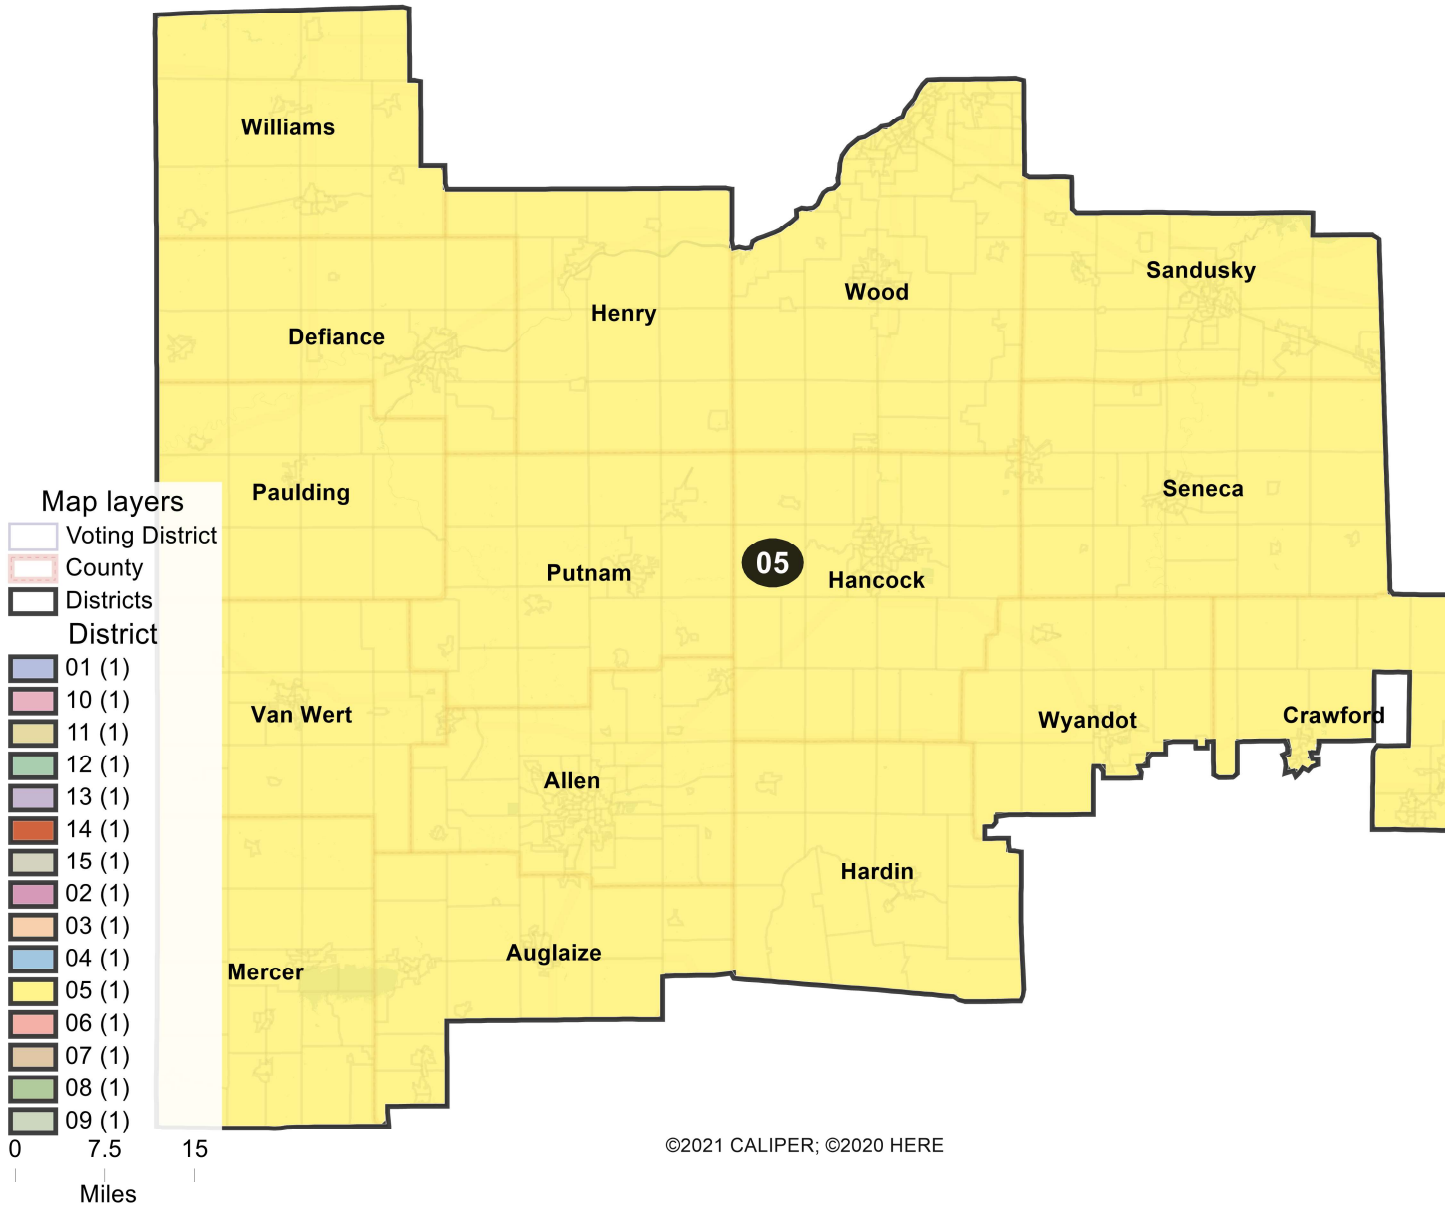 Williams
Sandusky
Wood
Henry
Defiance
Seneca
Paulding
Putnam
05
Hancock
Van Wert
Crawford
Wyandot
Allen
Hardin
Auglaize
Mercer
Map layers
Voting District
County
Districts
District
01 (1)
10 (1)
11 (1)
12 (1)
13 (1)
14 (1)
15 (1)
02 (1)
03 (1)
04 (1)
05 (1)
06 (1)
07 (1)
08 (1)
09 (1)
0 7.5 15
Miles
©2021 CALIPER; ©2020 HERE